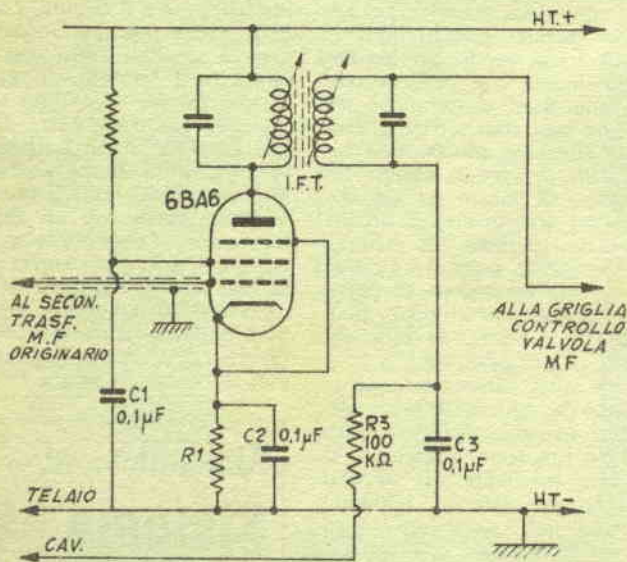 HT.+
I.F.T.
6BA6
AL SECON.
TRASF.
M.F
ORIGINARIO
ALLA GRIGLIA
CONTROLLO
VALVOLA
MF
C1
0,1µF
R1
C2 0,1µF
R3
100
KΩ
C3
0,1µF
TELAIO
HT-
CAV.